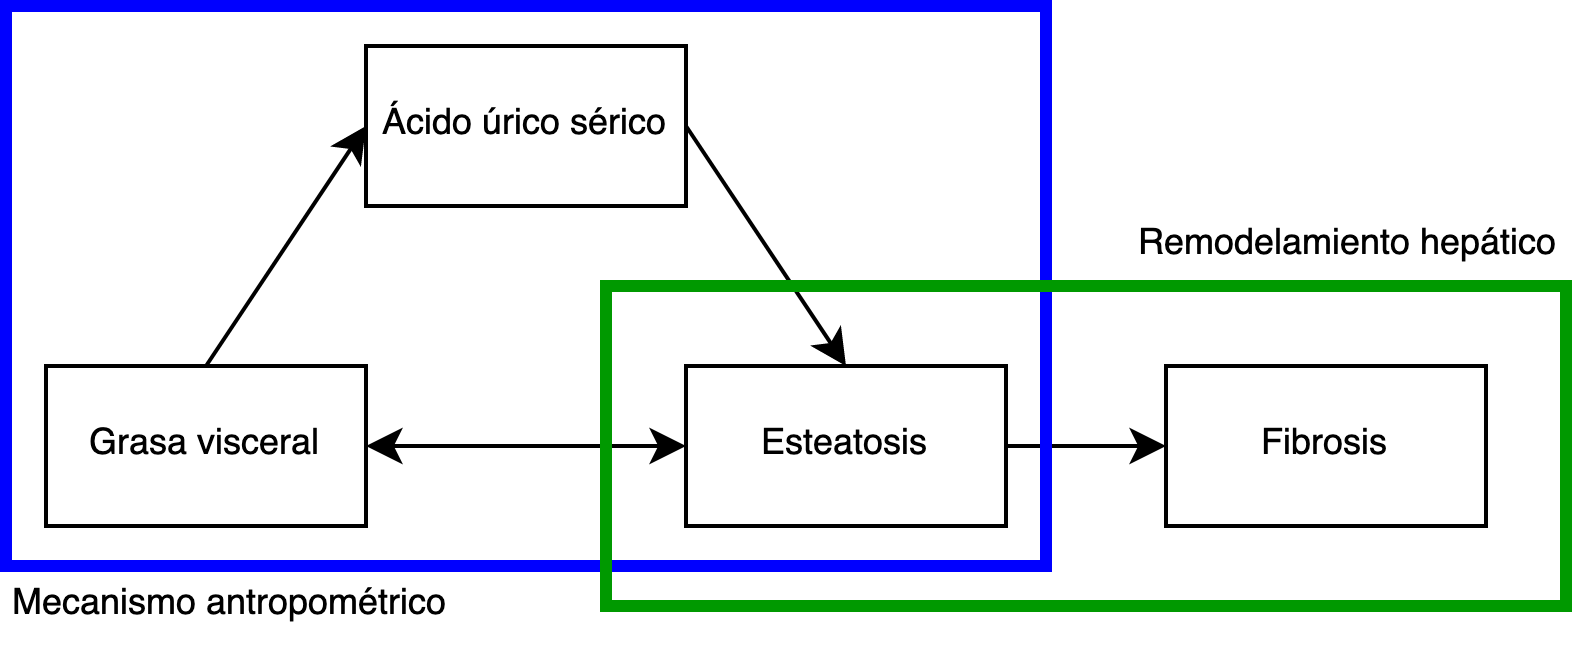 Ácido úrico sérico
Remodelamiento hepático
Grasa visceral
Esteatosis
Fibrosis
Mecanismo antropométrico